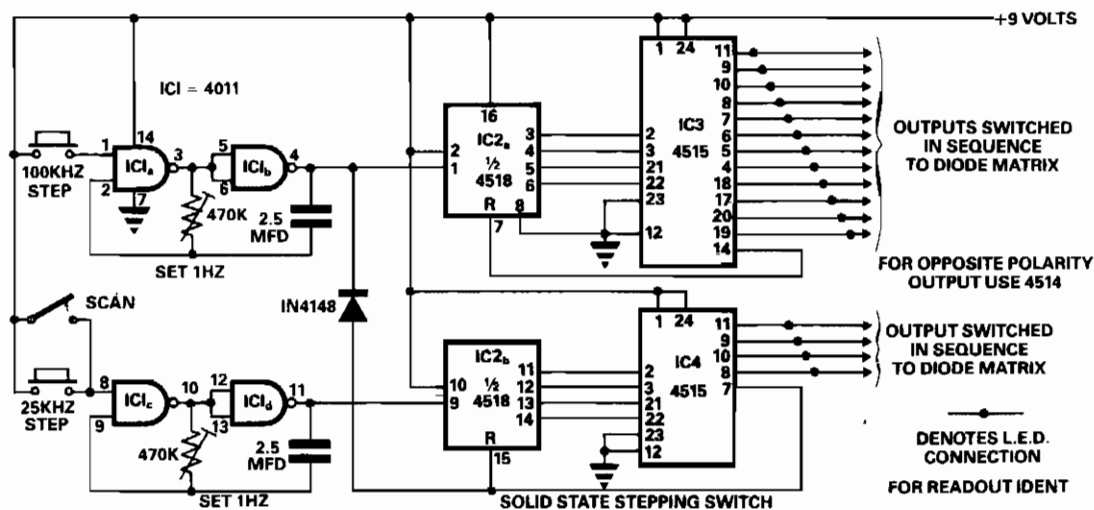 +9 VOLTS
ICI = 4011
1
24
11
9
10
8
7
6
5
4
18
17
20
19
14
IC3
4515
2
3
21
22
23
12
OUTPUTS SWITCHED
IN SEQUENCE
TO DIODE MATRIX
FOR OPPOSITE POLARITY
OUTPUT USE 4514
16
IC2a
½
4518
2
1
3
4
5
6
R
8
7
100KHZ
STEP
1
2
14
ICIa
3
7
5
6
ICIb
4
470K
2.5
MFD
SET 1HZ
SCAN
IN4148
25KHZ
STEP
8
9
ICIc
10
12
13
ICId
11
470K
2.5
MFD
SET 1HZ
IC2b
½
4518
10
9
11
12
13
14
R
15
1
24
IC4
4515
2
3
21
22
23
12
11
9
10
8
7
OUTPUT SWITCHED
IN SEQUENCE
TO DIODE MATRIX
DENOTES L.E.D.
CONNECTION
FOR READOUT IDENT
SOLID STATE STEPPING SWITCH